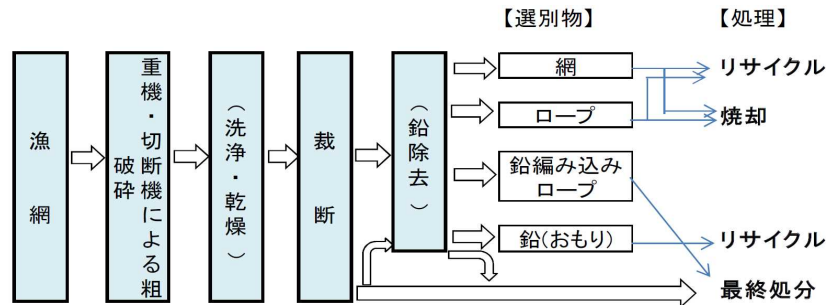 【選別物】
【処理】
漁網
重機・切断機による粗
破砕
（洗浄・乾燥）
裁断
（鉛除去）
網
ロープ
鉛編み込み
ロープ
鉛(おもり)
リサイクル
焼却
リサイクル
最終処分